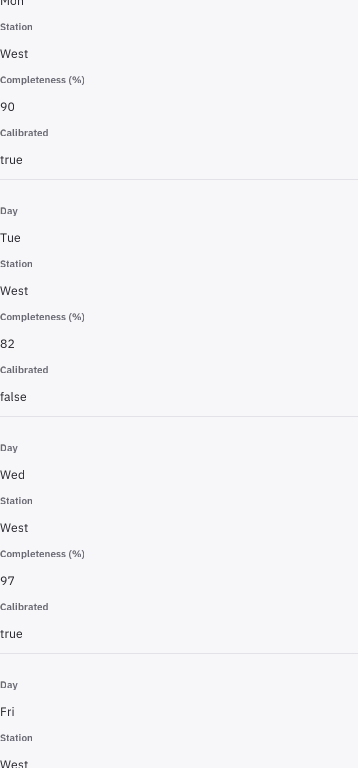 Mon
Station
West
Completeness (%)
90
Calibrated
true
Day
Tue
Station
West
Completeness (%)
82
Calibrated
false
Day
Wed
Station
West
Completeness (%)
97
Calibrated
true
Day
Fri
Station
West